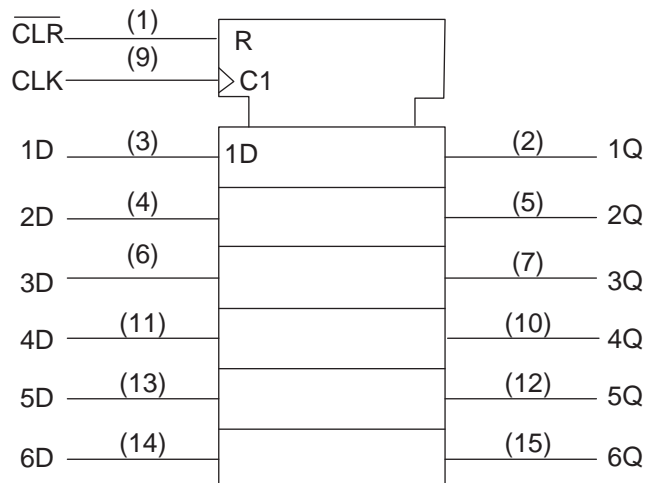 C̅L̅R̅ (1) R
CLK (9) C1
1D (3) 1D (2) 1Q
2D (4) (5) 2Q
3D (6) (7) 3Q
4D (11) (10) 4Q
5D (13) (12) 5Q
6D (14) (15) 6Q